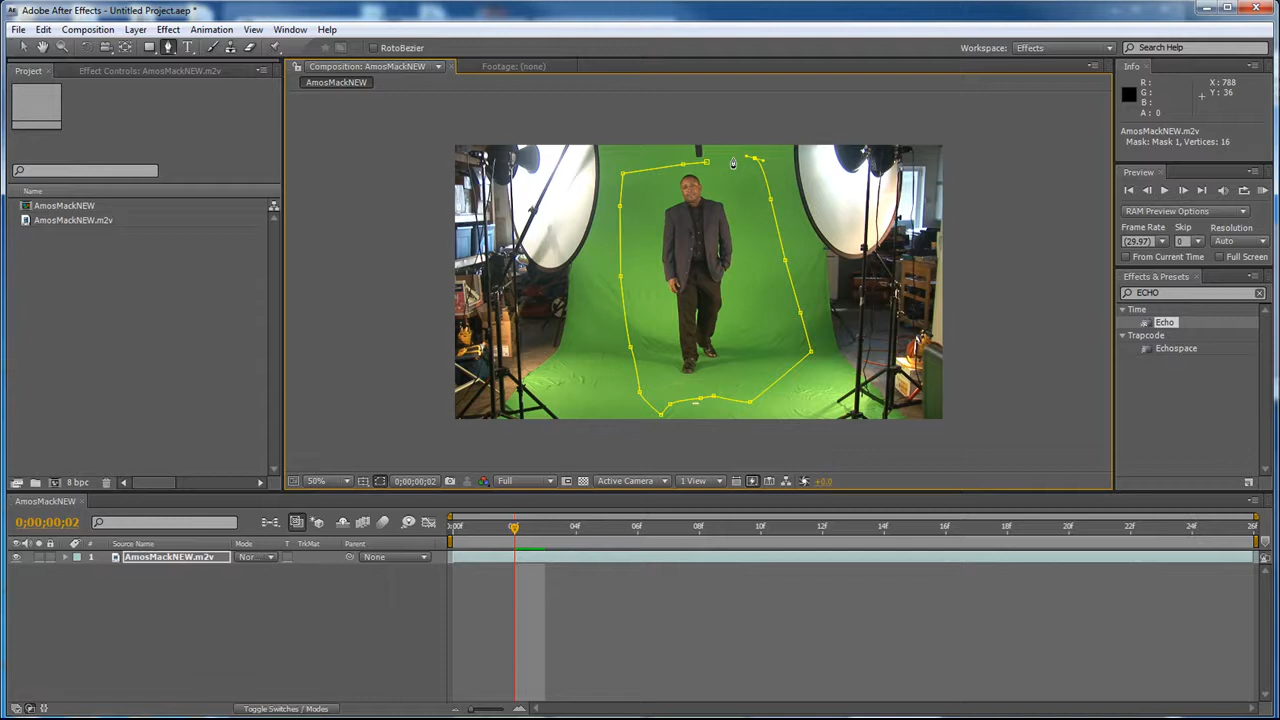 Adobe After Effects - Untitled Project.aep *
File Edit Composition Layer Effect Animation View Window Help
RotoBezier
Workspace: Effects
Search Help
Project
Effect Controls: AmosMackNEW.m2v
Composition: AmosMackNEW
Footage: (none)
Info
AmosMackNEW
R:
G:
B:
A: 0
X: 788
Y: 36
AmosMackNEW.m2v
Mask: Mask 1, Vertices: 16
Preview
RAM Preview Options
Frame Rate Skip Resolution
(29.97) 0 Auto
From Current Time Full Screen
Effects & Presets
ECHO
Time
Echo
Trapcode
Echospace
Name
AmosMackNEW
AmosMackNEW.m2v
8 bpc
50%
0;00;00;02
Full
Active Camera
1 View
+0.0
AmosMackNEW
0;00;00;02
0:00f 04f 06f 08f 10f 12f 14f 16f 18f 20f 22f 24f 26f
# Source Name Mode T TrkMat Parent
1 AmosMackNEW.m2v Nor... None
Toggle Switches / Modes